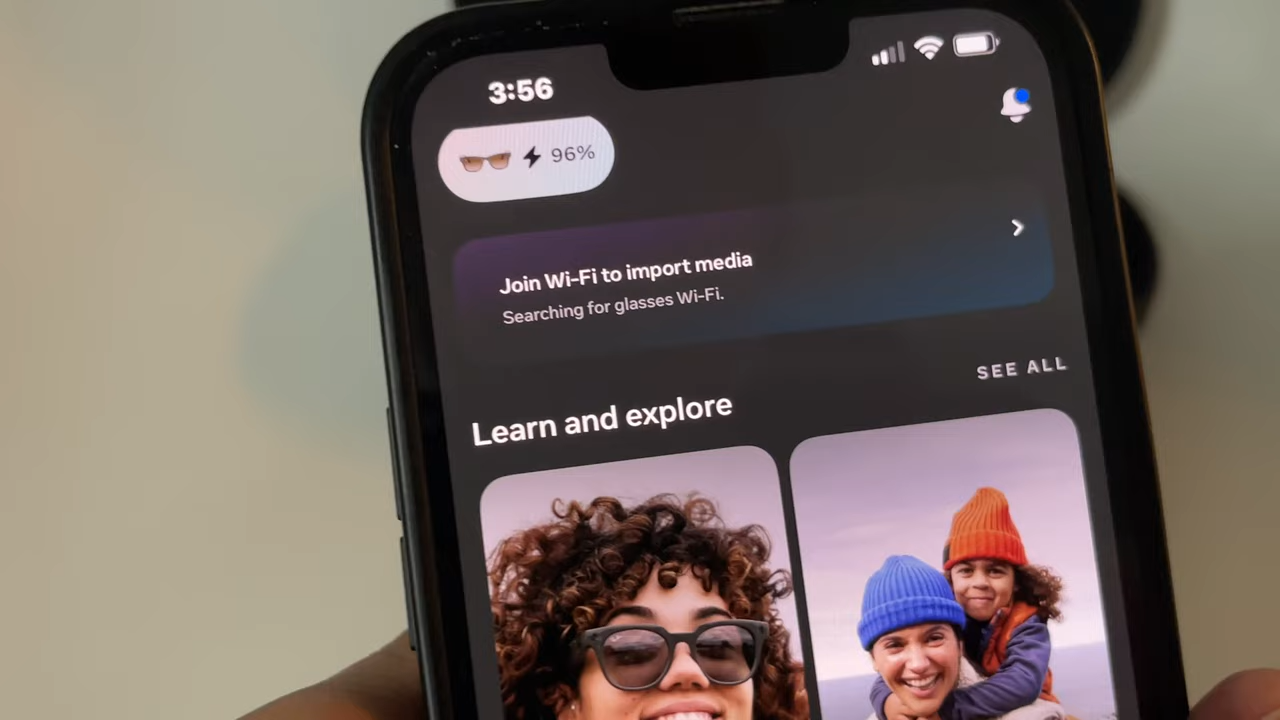 3:56
96%
Join Wi-Fi to import media
Searching for glasses Wi-Fi.
SEE ALL
Learn and explore